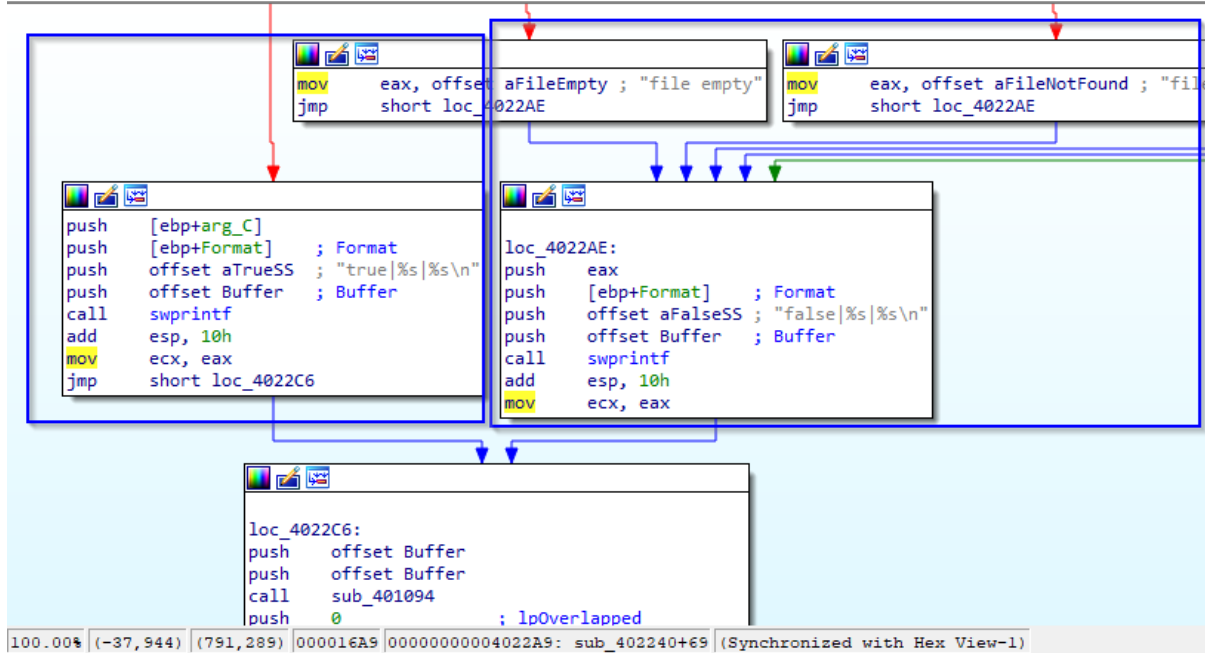 mov eax, offset aFileEmpty ; "file empty"
jmp short loc_4022AE
mov eax, offset aFileNotFound ; "fil
jmp short loc_4022AE
push [ebp+arg_C]
push [ebp+Format] ; Format
push offset aTrueSS ; "true|%s|%s\n"
push offset Buffer ; Buffer
call swprintf
add esp, 10h
mov ecx, eax
jmp short loc_4022C6
loc_4022AE:
push eax
push [ebp+Format] ; Format
push offset aFalseSS ; "false|%s|%s\n"
push offset Buffer ; Buffer
call swprintf
add esp, 10h
mov ecx, eax
loc_4022C6:
push offset Buffer
push offset Buffer
call sub_401094
push 0 ; lpOverlapped
100.00% (-37,944) (791,289) 000016A9 00000000004022A9: sub_402240+69 (Synchronized with Hex View-1)